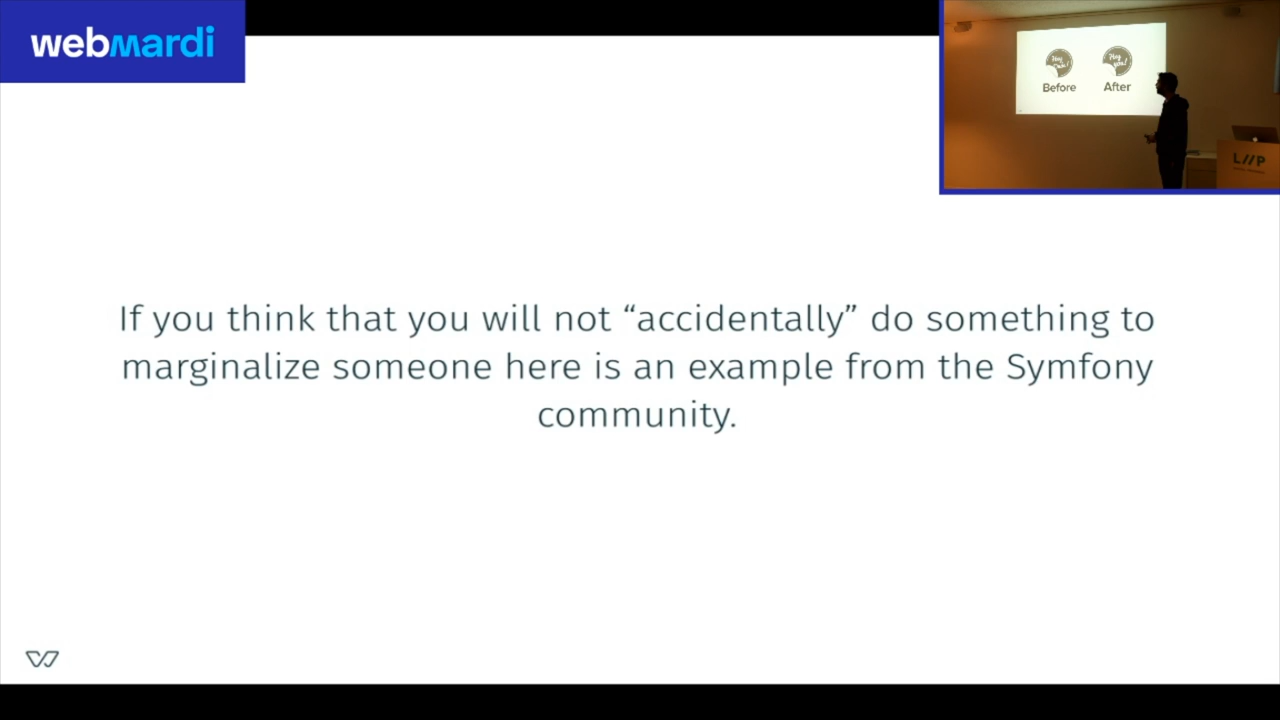 webmardi
Before
After
LIIP
If you think that you will not “accidentally” do something to
marginalize someone here is an example from the Symfony
community.